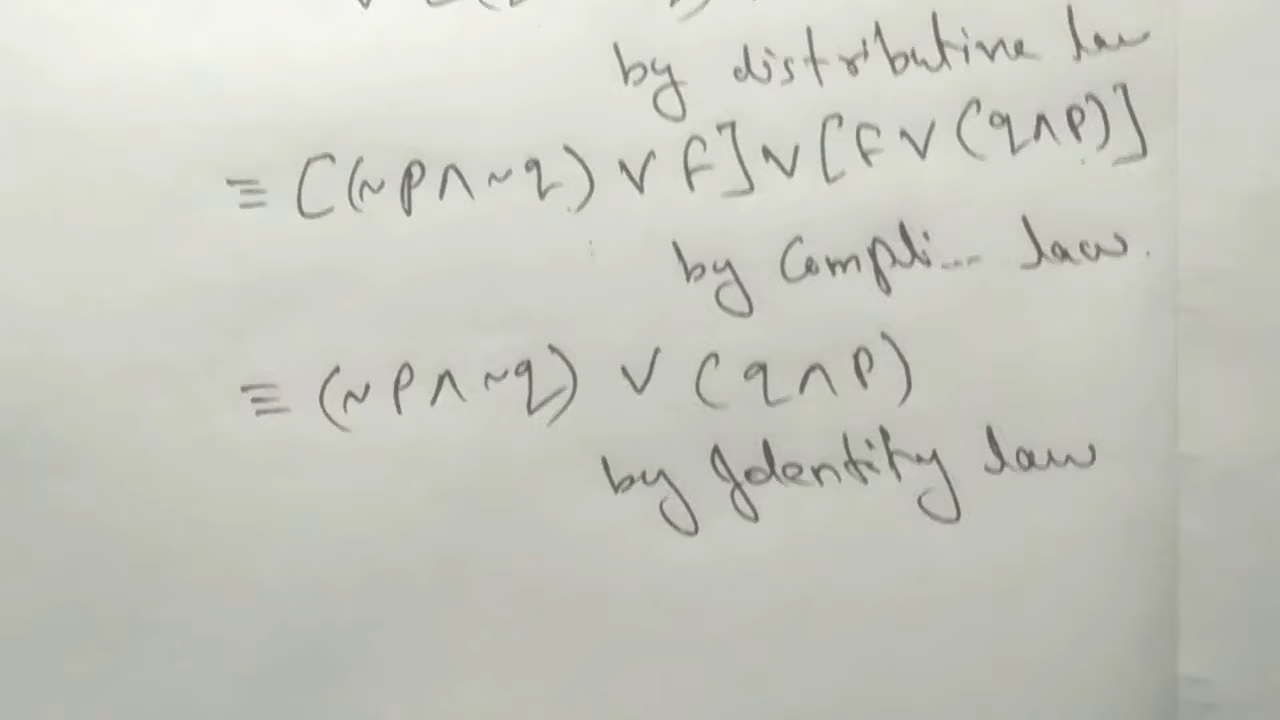 by distributive law
≡ [(~p∧~q) ∨ F] ∨ [F ∨ (q∧p)]
by Compli... law.
≡ (~p∧~q) ∨ (q∧p)
by Identity law